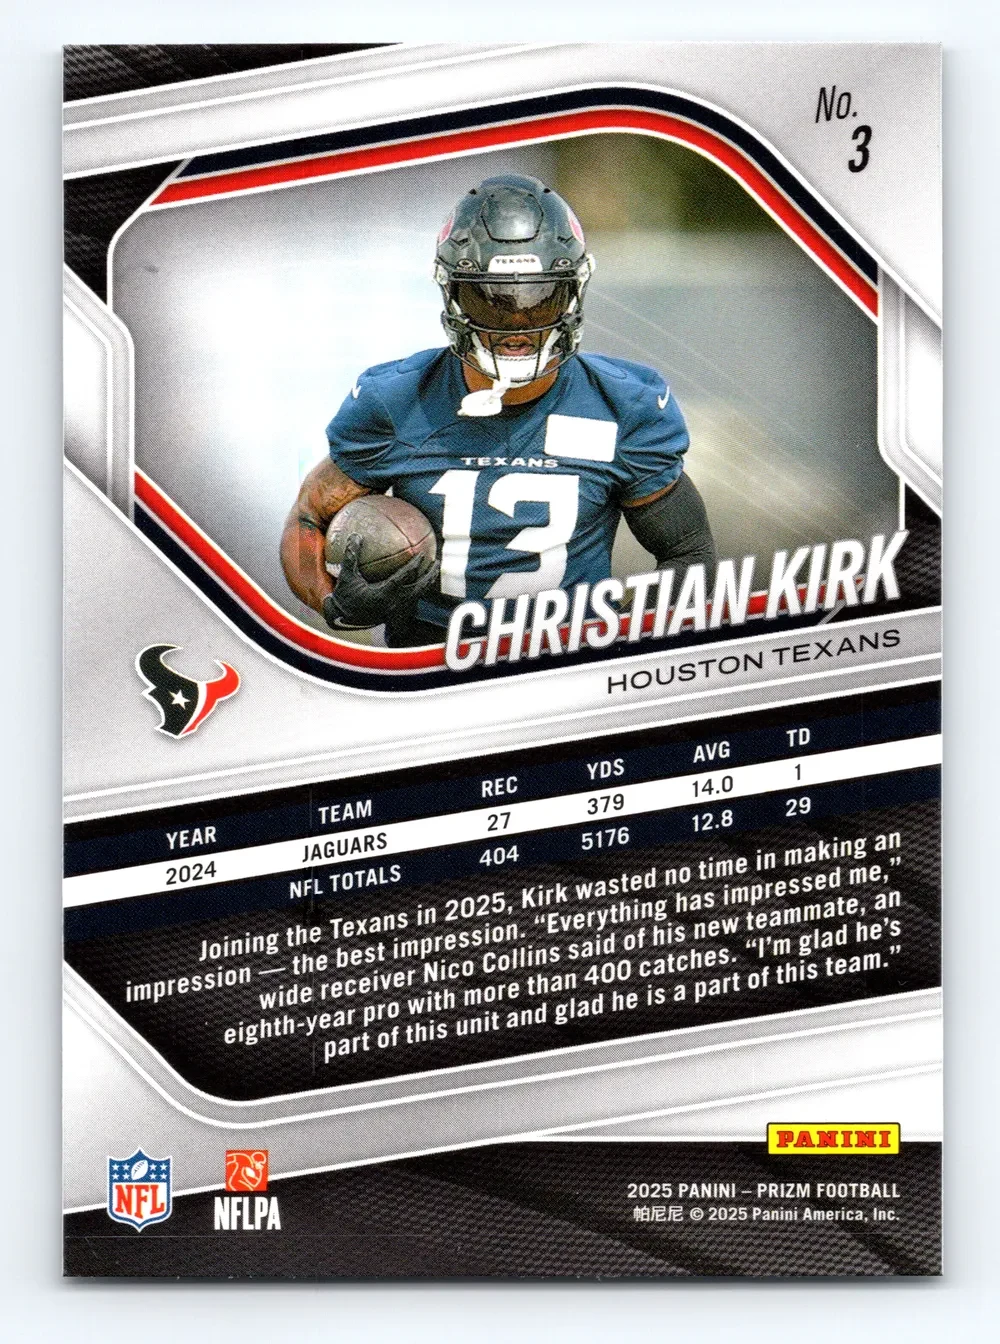 No.
3
TEXANS
TEXANS
13
CHRISTIAN KIRK
HOUSTON TEXANS
YEAR TEAM REC YDS AVG TD
2024 JAGUARS 27 379 14.0 1
NFL TOTALS 404 5176 12.8 29
Joining the Texans in 2025, Kirk wasted no time in making an
impression — the best impression. “Everything has impressed me,”
wide receiver Nico Collins said of his new teammate, an
eighth-year pro with more than 400 catches. “I’m glad he’s
part of this unit and glad he is a part of this team.”
PANINI
NFL
NFLPA
2025 PANINI – PRIZM FOOTBALL
帕尼尼 © 2025 Panini America, Inc.